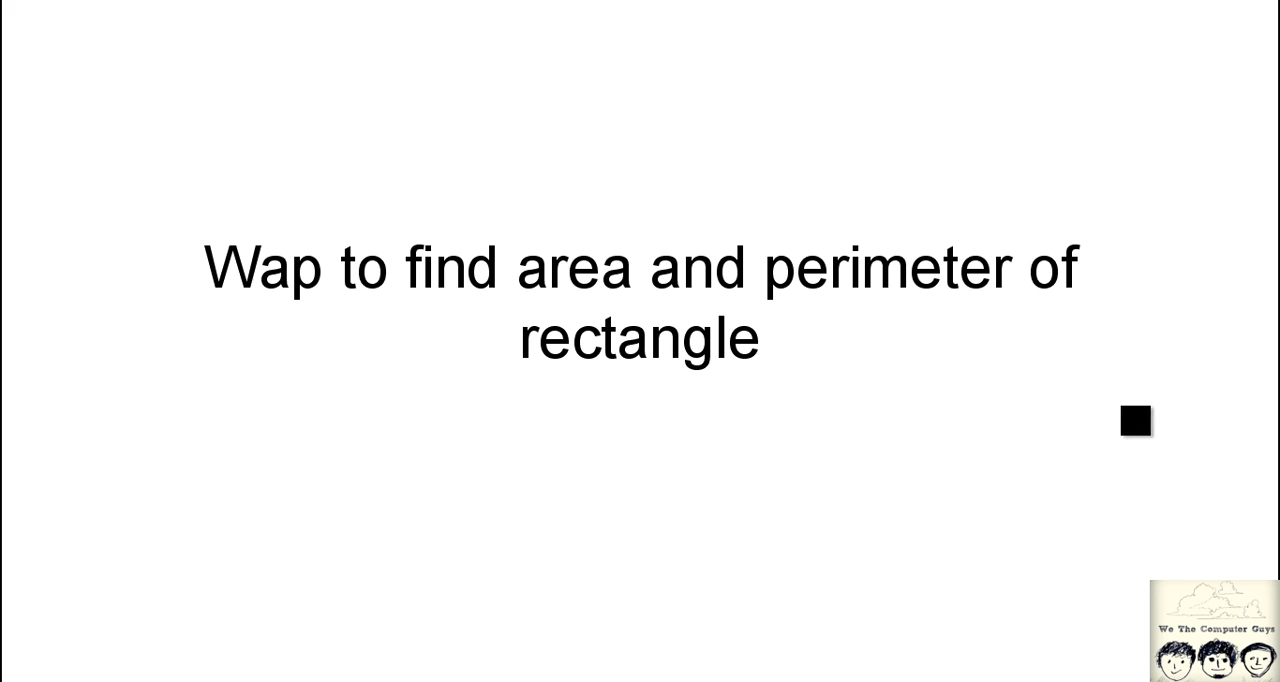 Wap to find area and perimeter of
rectangle
We The Computer Guys